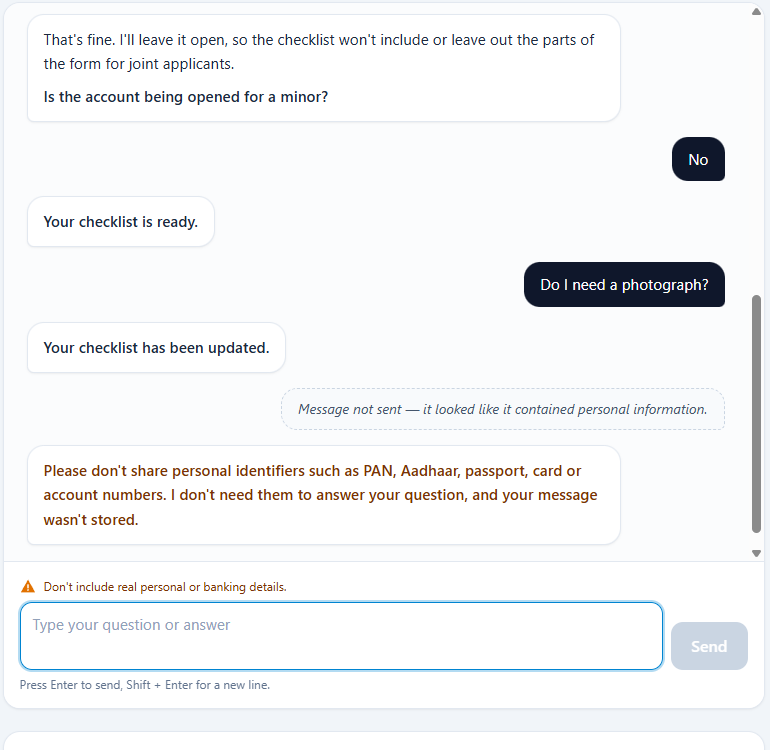 That's fine. I'll leave it open, so the checklist won't include or leave out the parts of
the form for joint applicants.
Is the account being opened for a minor?
No
Your checklist is ready.
Do I need a photograph?
Your checklist has been updated.
Message not sent — it looked like it contained personal information.
Please don't share personal identifiers such as PAN, Aadhaar, passport, card or
account numbers. I don't need them to answer your question, and your message
wasn't stored.
Don't include real personal or banking details.
Type your question or answer
Send
Press Enter to send, Shift + Enter for a new line.